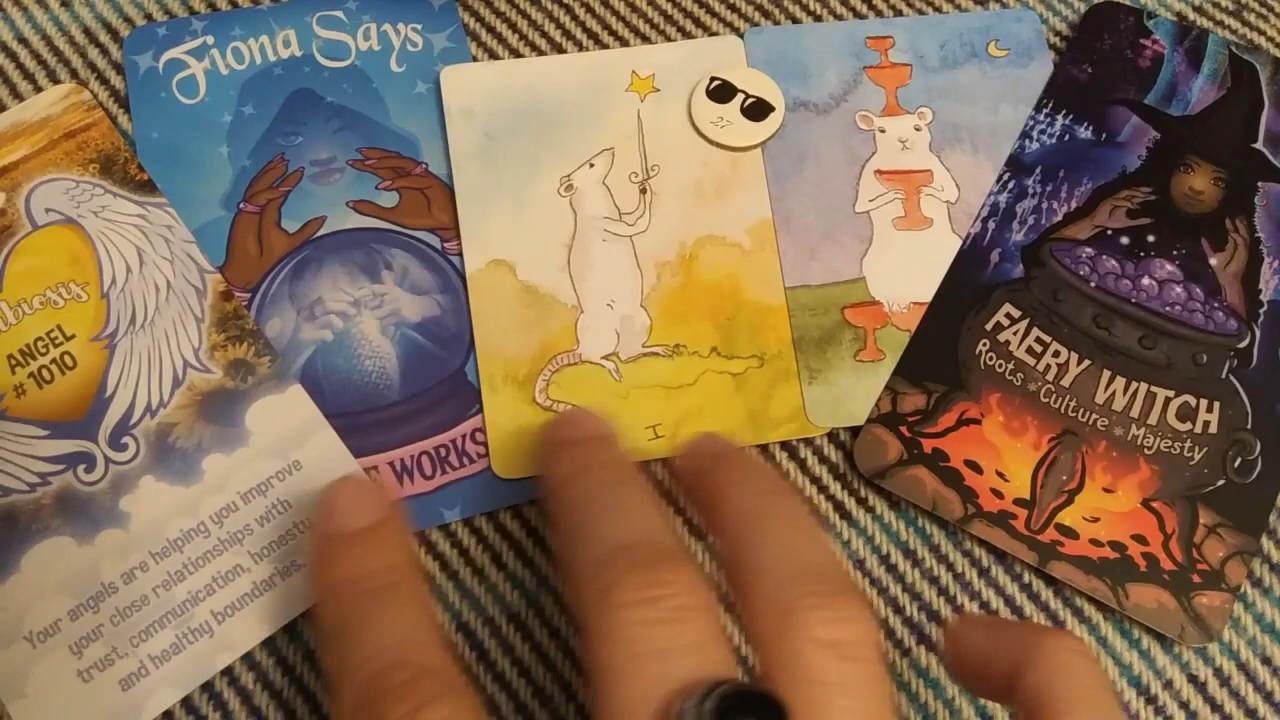 ANGEL
# 1010
Your angels are helping you improve
your close relationships with
trust, communication,
and healthy boundaries.
Fiona Says
WORKS
I
27
FAERY WITCH
Roots * Culture * Majesty